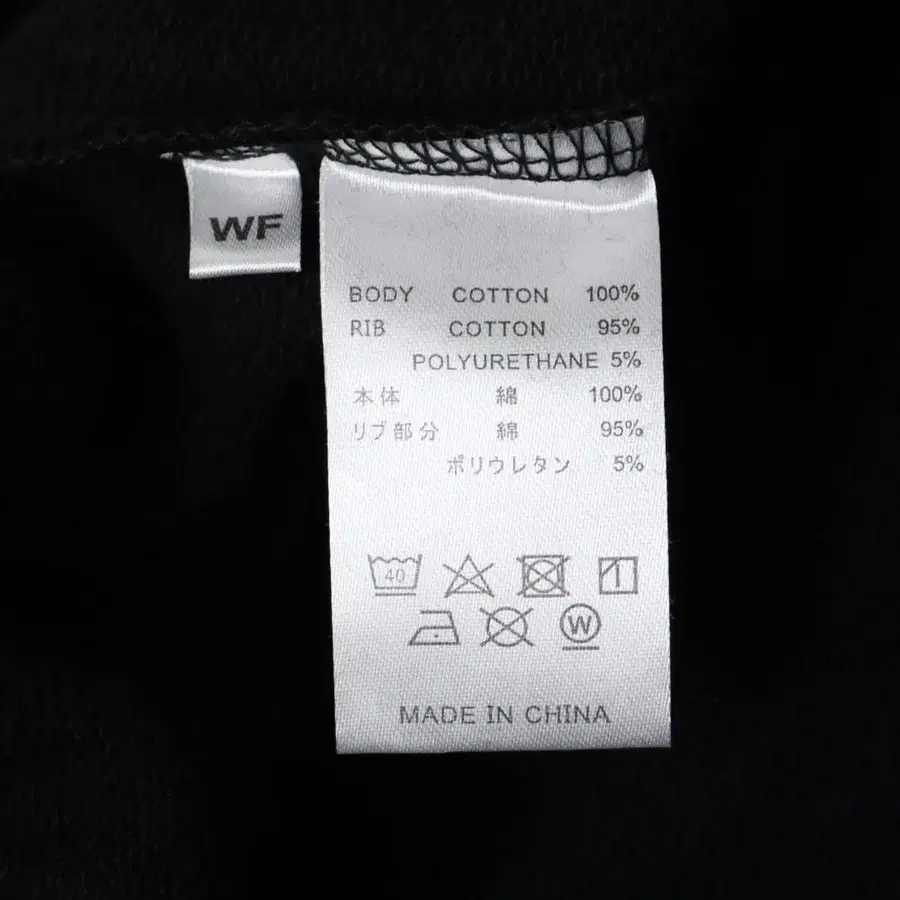 WF
BODY COTTON 100%
RIB COTTON 95%
POLYURETHANE 5%
本体 綿 100%
リブ部分 綿 95%
ポリウレタン 5%
40
W
MADE IN CHINA